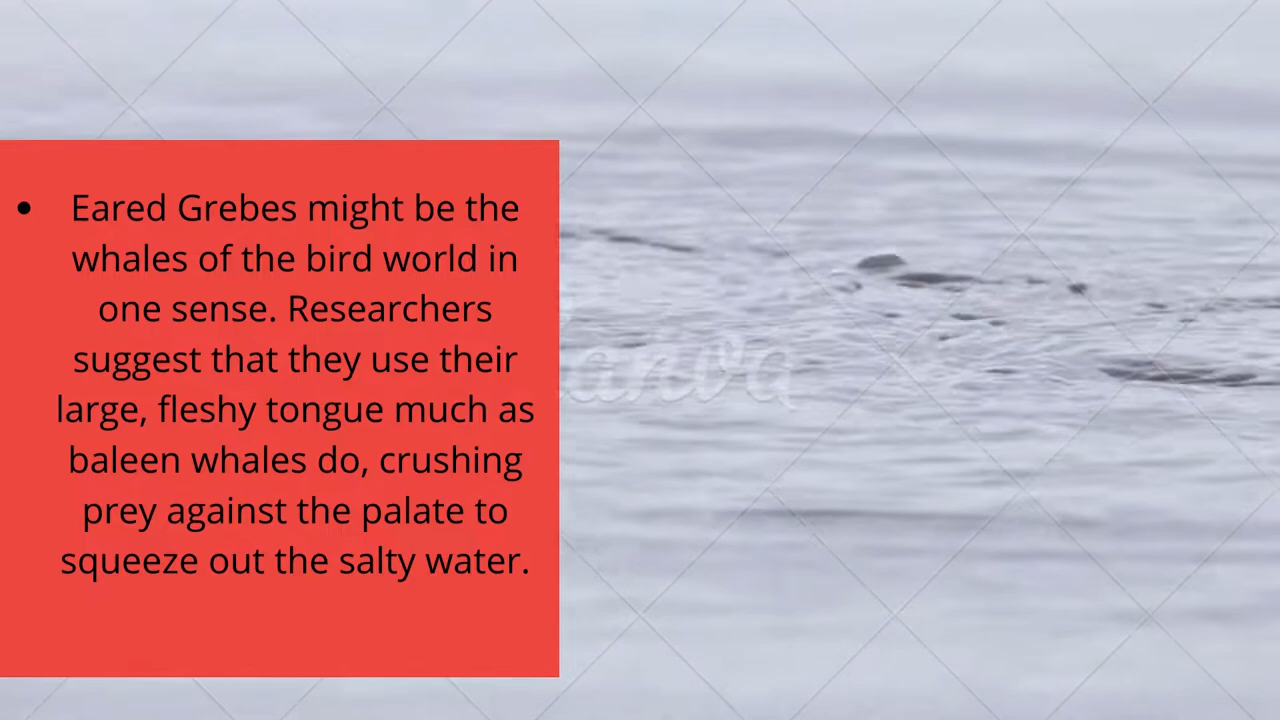 • Eared Grebes might be the
whales of the bird world in
one sense. Researchers
suggest that they use their
large, fleshy tongue much as
baleen whales do, crushing
prey against the palate to
squeeze out the salty water.
anva